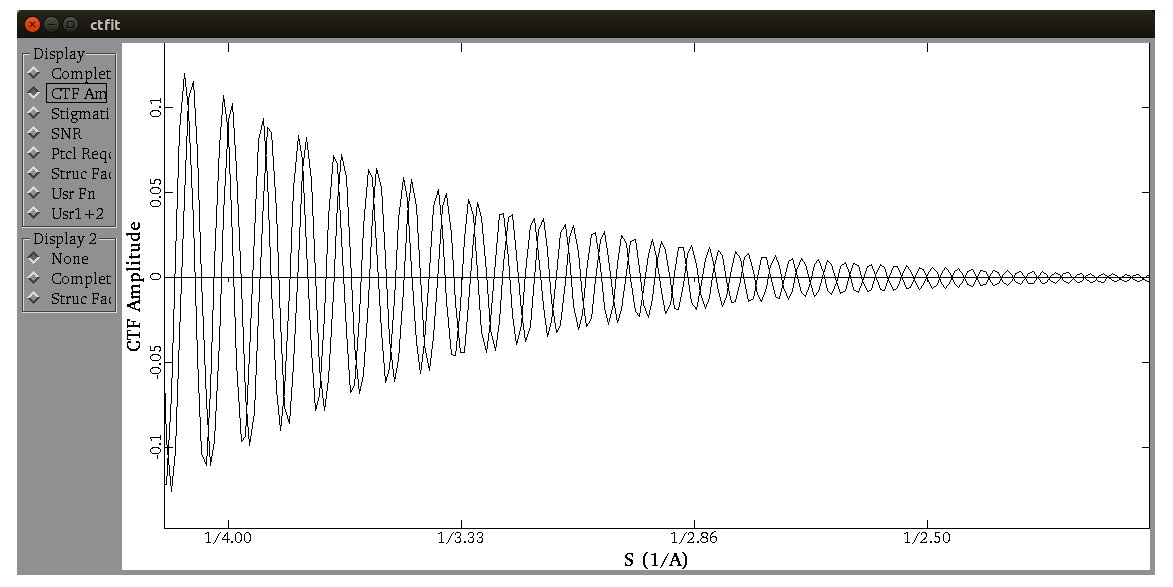 ctfit
Display
Complet
CTF Am
Stigmati
SNR
Ptcl Req
Struc Fac
Usr Fn
Usr1+2
Display 2
None
Complet
Struc Fac
CTF Amplitude
0.1
0.05
0
-0.05
-0.1
1/4.00
1/3.33
1/2.86
1/2.50
S (1/A)